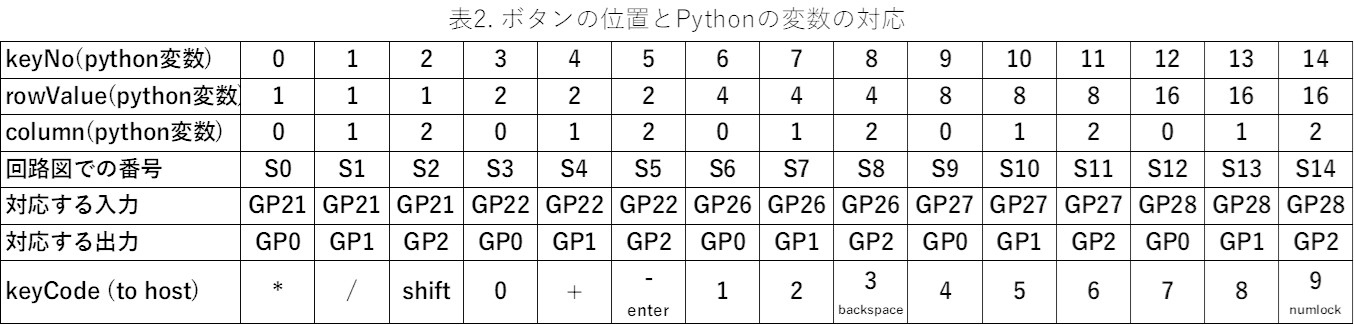 表2. ボタンの位置とPythonの変数の対応
keyNo(python変数) 0 1 2 3 4 5 6 7 8 9 10 11 12 13 14
rowValue(python変数) 1 1 1 2 2 2 4 4 4 8 8 8 16 16 16
column(python変数) 0 1 2 0 1 2 0 1 2 0 1 2 0 1 2
回路図での番号 S0 S1 S2 S3 S4 S5 S6 S7 S8 S9 S10 S11 S12 S13 S14
対応する入力 GP21 GP21 GP21 GP22 GP22 GP22 GP26 GP26 GP26 GP27 GP27 GP27 GP28 GP28 GP28
対応する出力 GP0 GP1 GP2 GP0 GP1 GP2 GP0 GP1 GP2 GP0 GP1 GP2 GP0 GP1 GP2
keyCode (to host) * / shift 0 + - 1 2 3 4 5 6 7 8 9
enter backspace numlock